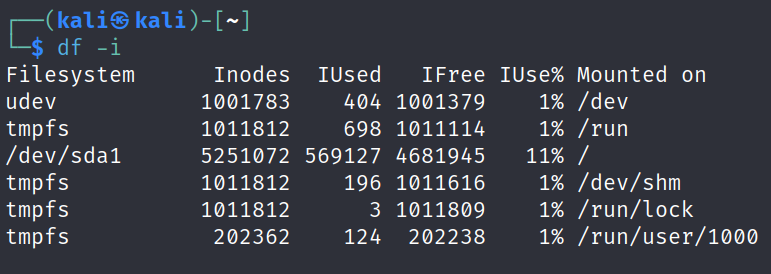 ┌──(kali㉿kali)-[~]
└─$ df -i
Filesystem      Inodes  IUsed   IFree IUse% Mounted on
udev           1001783    404 1001379    1% /dev
tmpfs          1011812    698 1011114    1% /run
/dev/sda1      5251072 569127 4681945   11% /
tmpfs          1011812    196 1011616    1% /dev/shm
tmpfs          1011812      3 1011809    1% /run/lock
tmpfs           202362    124  202238    1% /run/user/1000